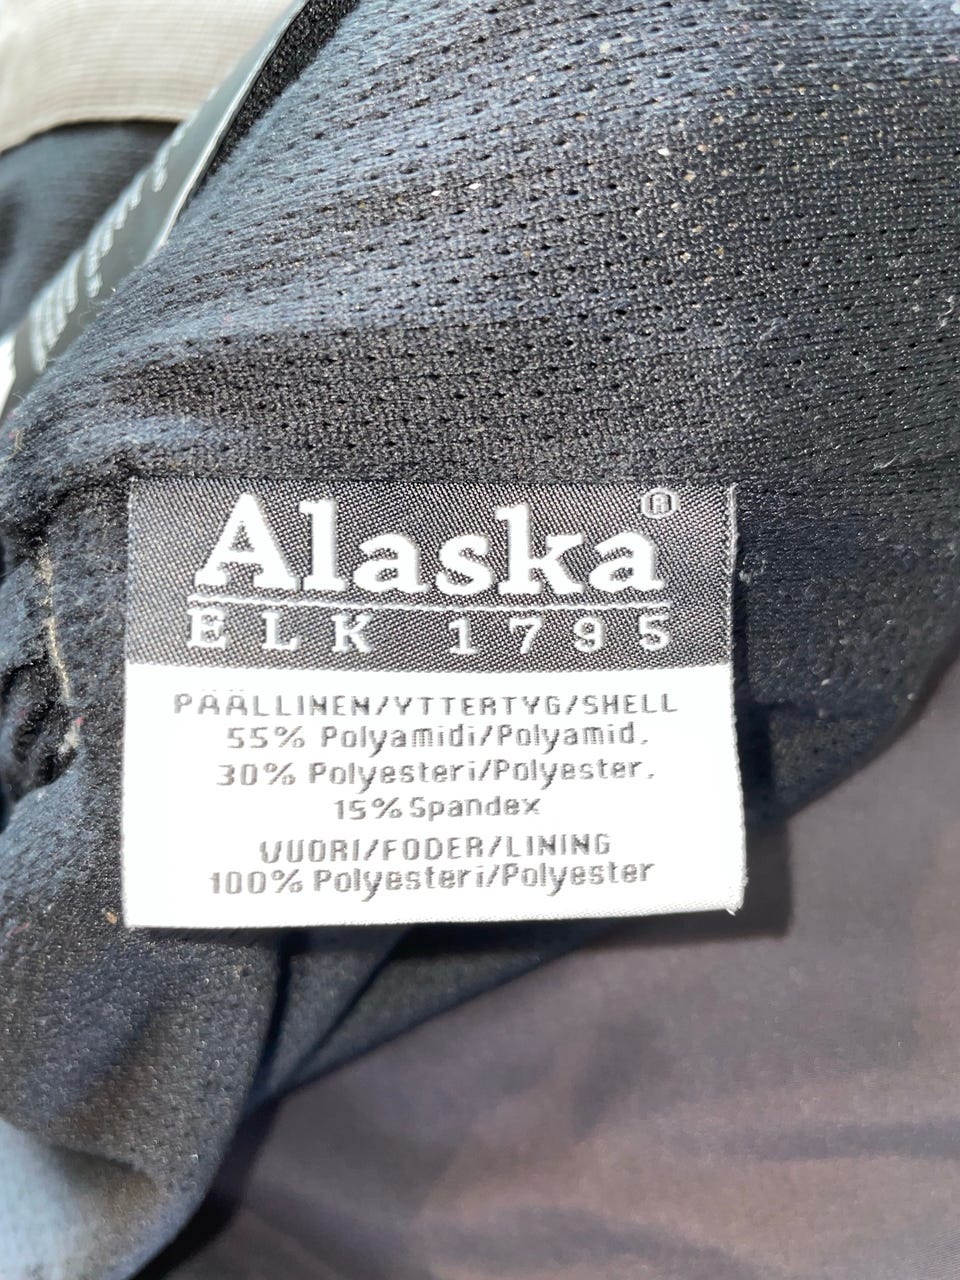 Alaska®
ELK 1795
PÄÄLLINEN/YTTERTYG/SHELL
55% Polyamidi/Polyamid.
30% Polyesteri/Polyester.
15% Spandex
VUORI/FODER/LINING
100% Polyesteri/Polyester